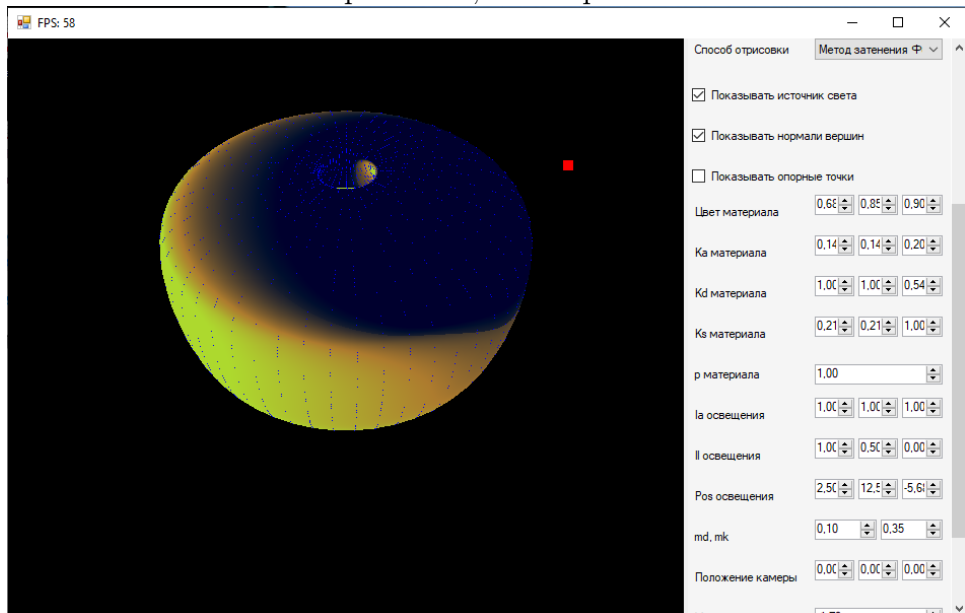 FPS: 58
Способ отрисовки Метод затенения Ф
Показывать источник света
Показывать нормали вершин
Показывать опорные точки
Цвет материала 0,68 0,85 0,90
Ka материала 0,14 0,14 0,20
Kd материала 1,00 1,00 0,54
Ks материала 0,21 0,21 1,00
p материала 1,00
Ia освещения 1,00 1,00 1,00
Il освещения 1,00 0,50 0,00
Pos освещения 2,50 12,5 -5,68
md, mk 0,10 0,35
Положение камеры 0,00 0,00 0,00